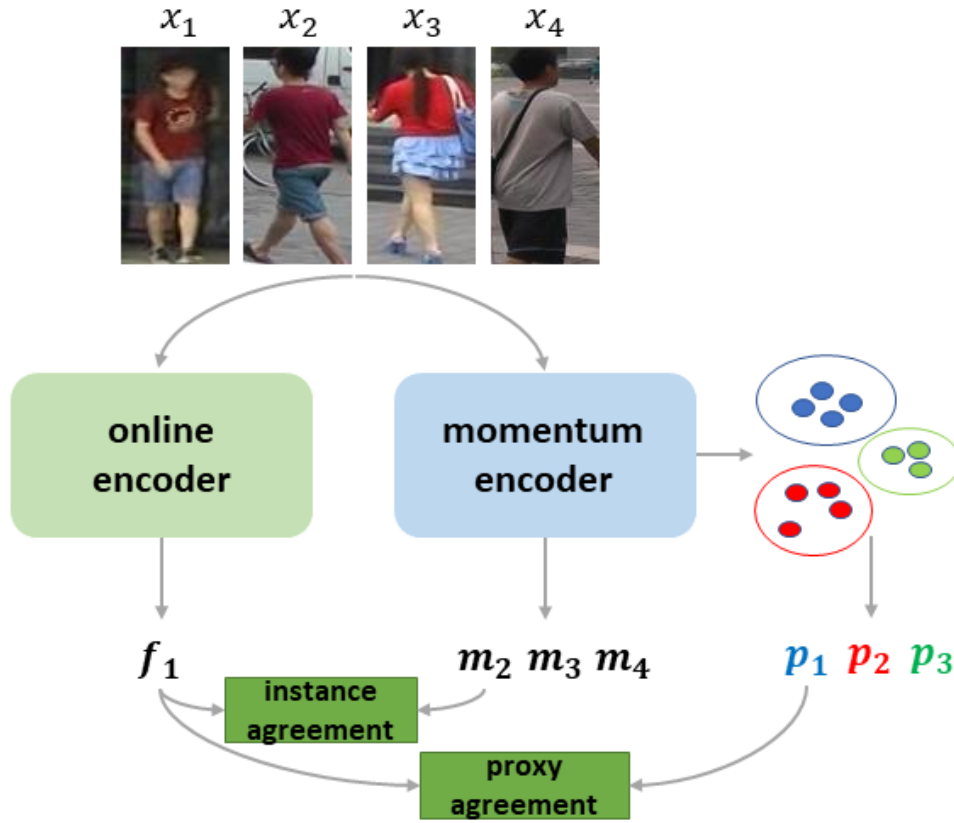 x₁ x₂ x₃ x₄
online
encoder
momentum
encoder
f₁ m₂ m₃ m₄ p₁ p₂ p₃
instance
agreement
proxy
agreement